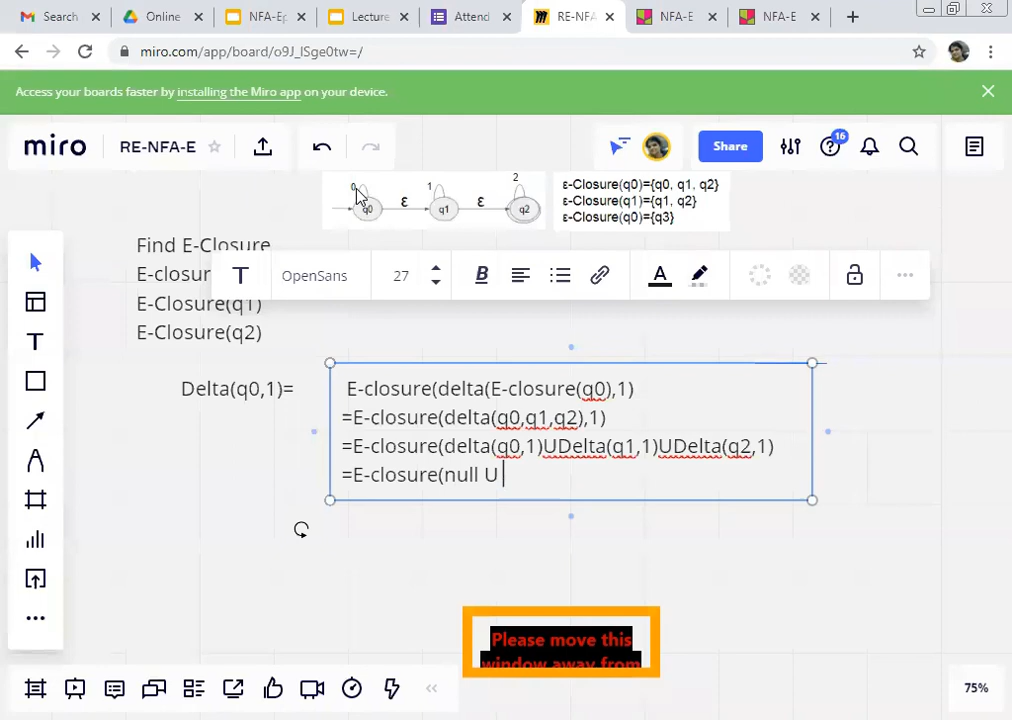 Search
Online
NFA-Ep
Lecture
Attend
RE-NFA
NFA-E
NFA-E
miro.com/app/board/o9J_lSge0tw=/
Access your boards faster by installing the Miro app on your device.
miro
RE-NFA-E
Share
16
0
1
2
q0
ε
q1
ε
q2
ε-Closure(q0)={q0, q1, q2}
ε-Closure(q1)={q1, q2}
ε-Closure(q0)={q3}
Find E-Closure
E-closur
E-Closure(q1)
E-Closure(q2)
T
OpenSans
27
B
A
Delta(q0,1)=
E-closure(delta(E-closure(q0),1)
=E-closure(delta(q0,q1,q2),1)
=E-closure(delta(q0,1)UDelta(q1,1)UDelta(q2,1)
=E-closure(null U
Please move this
window away from
75%